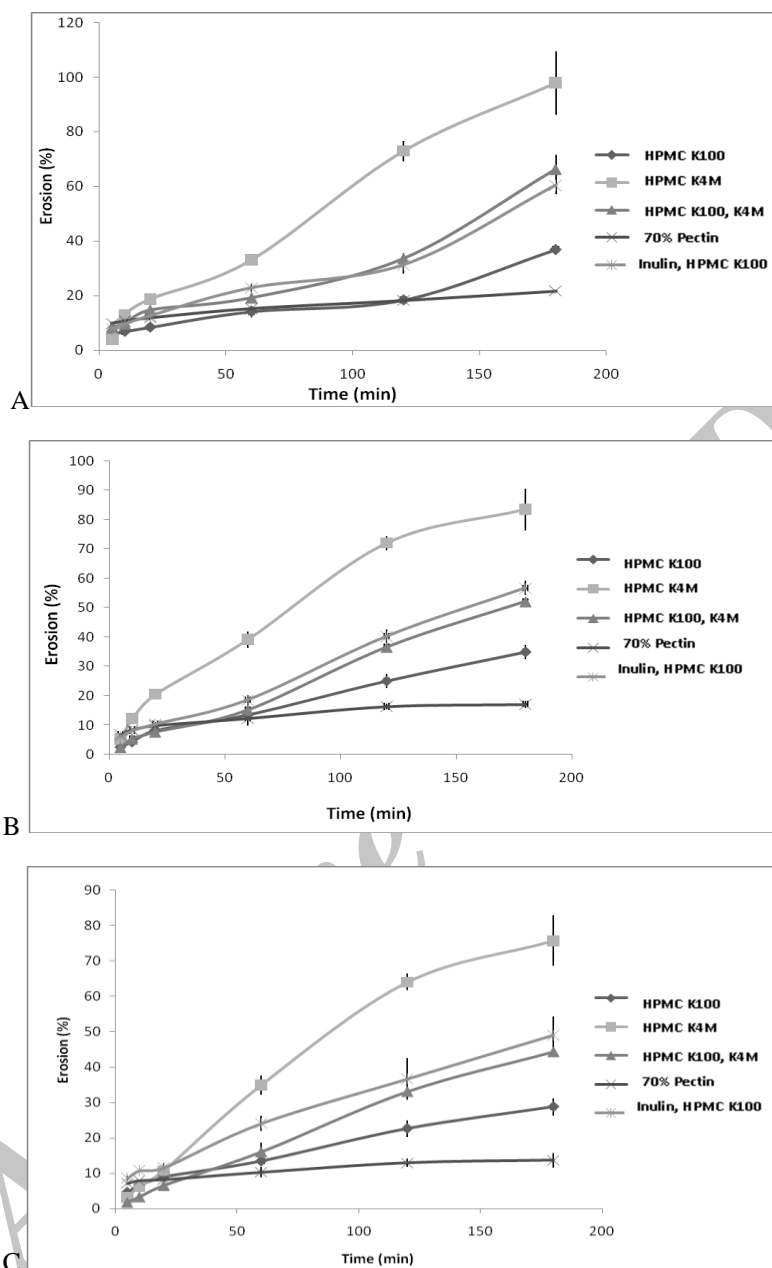 120
100
80
60
40
20
0
Erosion (%)
0 50 100 150 200
Time (min)
HPMC K100
HPMC K4M
HPMC K100, K4M
70% Pectin
Inulin, HPMC K100
A
100
90
80
70
60
50
40
30
20
10
0
Erosion (%)
0 50 100 150 200
Time (min)
HPMC K100
HPMC K4M
HPMC K100, K4M
70% Pectin
Inulin, HPMC K100
B
90
80
70
60
50
40
30
20
10
0
Erosion (%)
0 50 100 150 200
Time (min)
HPMC K100
HPMC K4M
HPMC K100, K4M
70% Pectin
Inulin, HPMC K100
C